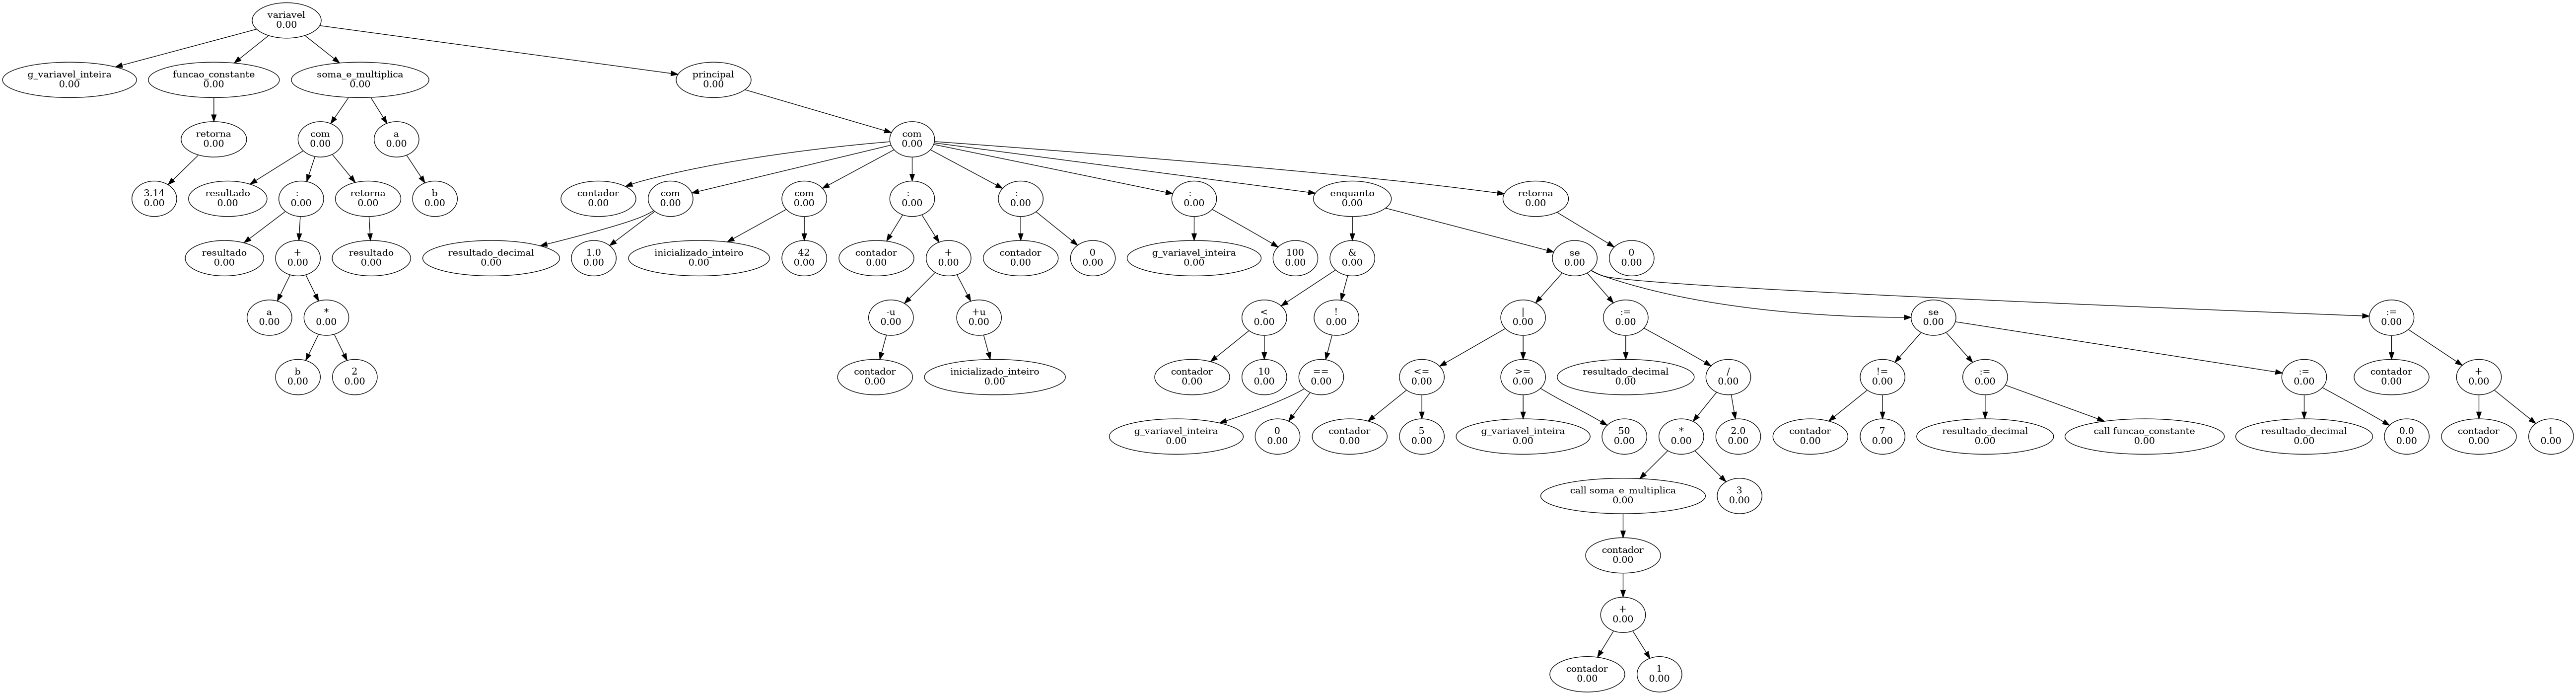 variavel
0.00
g_variavel_inteira
0.00
funcao_constante
0.00
soma_e_multiplica
0.00
principal
0.00
retorna
0.00
com
0.00
a
0.00
com
0.00
3.14
0.00
resultado
0.00
:=
0.00
retorna
0.00
b
0.00
contador
0.00
com
0.00
com
0.00
:=
0.00
:=
0.00
:=
0.00
enquanto
0.00
retorna
0.00
resultado
0.00
+
0.00
resultado
0.00
resultado_decimal
0.00
1.0
0.00
inicializado_inteiro
0.00
42
0.00
contador
0.00
+
0.00
contador
0.00
0
0.00
g_variavel_inteira
0.00
100
0.00
&
0.00
se
0.00
0
0.00
a
0.00
*
0.00
-u
0.00
+u
0.00
<
0.00
!
0.00
|
0.00
:=
0.00
se
0.00
:=
0.00
b
0.00
2
0.00
contador
0.00
inicializado_inteiro
0.00
contador
0.00
10
0.00
==
0.00
<=
0.00
>=
0.00
resultado_decimal
0.00
/
0.00
!=
0.00
:=
0.00
:=
0.00
contador
0.00
+
0.00
g_variavel_inteira
0.00
0
0.00
contador
0.00
5
0.00
g_variavel_inteira
0.00
50
0.00
*
0.00
2.0
0.00
contador
0.00
7
0.00
resultado_decimal
0.00
call funcao_constante
0.00
resultado_decimal
0.00
0.0
0.00
contador
0.00
1
0.00
call soma_e_multiplica
0.00
3
0.00
contador
0.00
+
0.00
contador
0.00
1
0.00